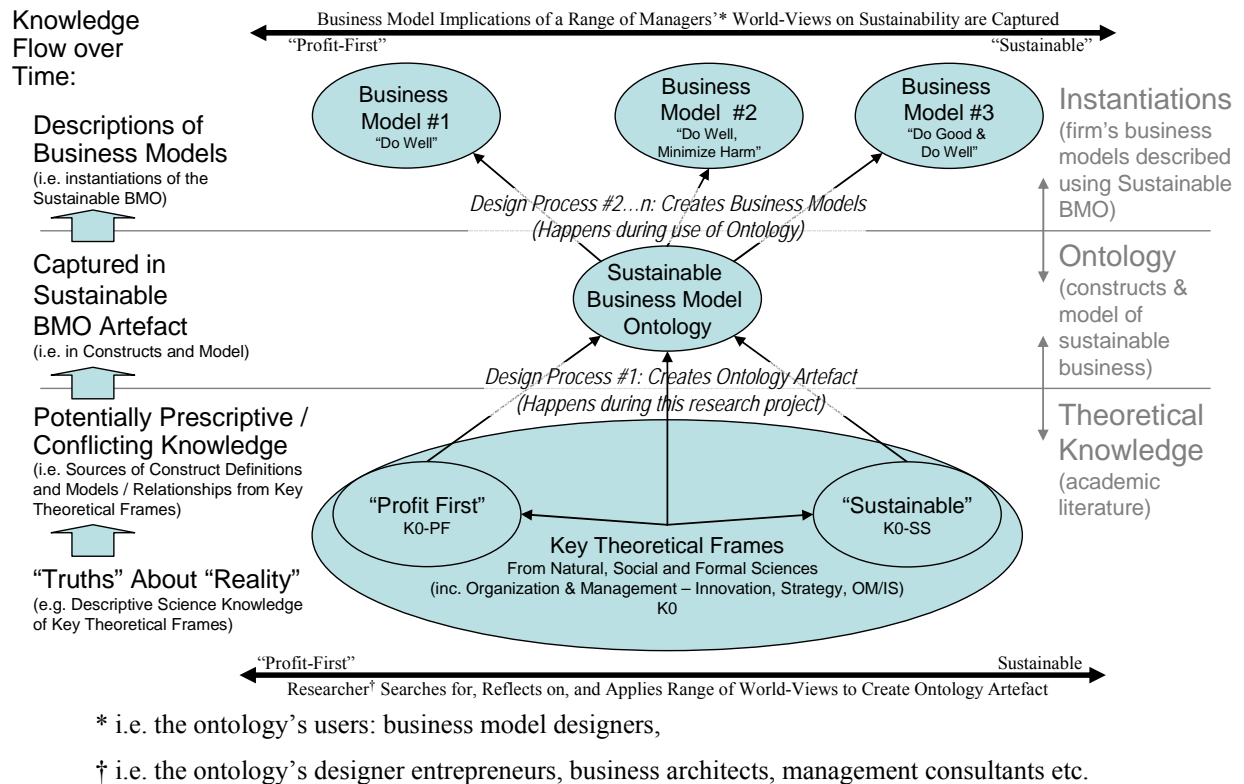 Business Model Implications of a Range of Managers'* World-Views on Sustainability are Captured
"Profit-First"
"Sustainable"
Knowledge
Flow over
Time:
Descriptions of
Business Models
(i.e. instantiations of the
Sustainable BMO)
Captured in
Sustainable
BMO Artefact
(i.e. in Constructs and Model)
Potentially Prescriptive /
Conflicting Knowledge
(i.e. Sources of Construct Definitions
and Models / Relationships from Key
Theoretical Frames)
"Truths" About "Reality"
(e.g. Descriptive Science Knowledge
of Key Theoretical Frames)
Business
Model #1
"Do Well"
Business
Model #2
"Do Well,
Minimize Harm"
Business
Model #3
"Do Good &
Do Well"
Design Process #2...n: Creates Business Models
(Happens during use of Ontology)
Sustainable
Business Model
Ontology
Design Process #1: Creates Ontology Artefact
(Happens during this research project)
"Profit First"
K0-PF
"Sustainable"
K0-SS
Key Theoretical Frames
From Natural, Social and Formal Sciences
(inc. Organization & Management – Innovation, Strategy, OM/IS)
K0
Instantiations
(firm's business
models described
using Sustainable
BMO)
Ontology
(constructs &
model of
sustainable
business)
Theoretical
Knowledge
(academic
literature)
"Profit-First"
Sustainable
Researcher† Searches for, Reflects on, and Applies Range of World-Views to Create Ontology Artefact
* i.e. the ontology's users: business model designers,
† i.e. the ontology's designer entrepreneurs, business architects, management consultants etc.